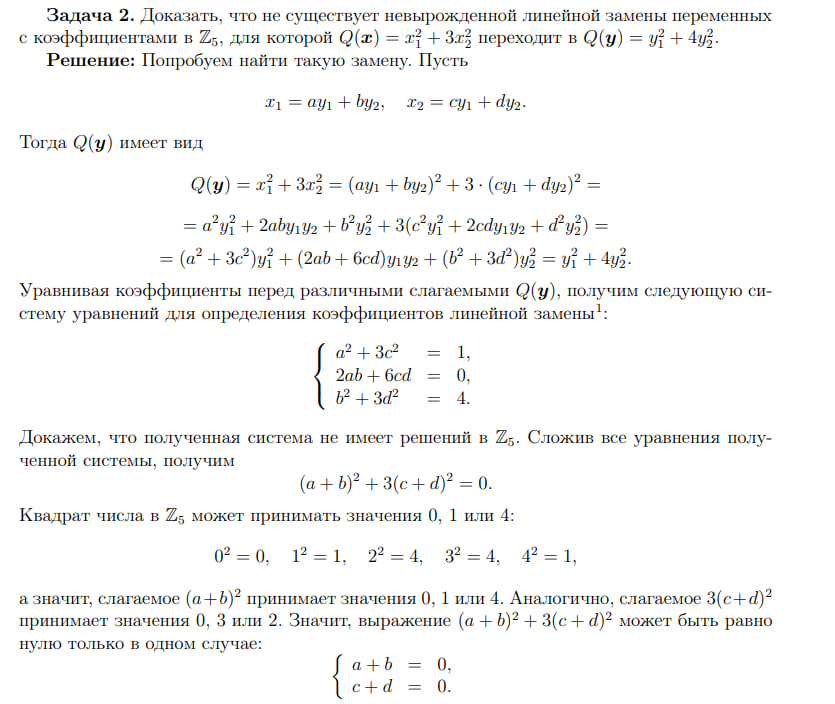 Задача 2. Доказать, что не существует невырожденной линейной замены переменных
с коэффициентами в ℤ₅, для которой Q(x) = x₁² + 3x₂² переходит в Q(y) = y₁² + 4y₂².
Решение: Попробуем найти такую замену. Пусть
x₁ = ay₁ + by₂, x₂ = cy₁ + dy₂.
Тогда Q(y) имеет вид
Q(y) = x₁² + 3x₂² = (ay₁ + by₂)² + 3 · (cy₁ + dy₂)² =
= a²y₁² + 2aby₁y₂ + b²y₂² + 3(c²y₁² + 2cdy₁y₂ + d²y₂²) =
= (a² + 3c²)y₁² + (2ab + 6cd)y₁y₂ + (b² + 3d²)y₂² = y₁² + 4y₂².
Уравнивая коэффициенты перед различными слагаемыми Q(y), получим следующую си-
стему уравнений для определения коэффициентов линейной замены¹:
a² + 3c² = 1,
2ab + 6cd = 0,
b² + 3d² = 4.
Докажем, что полученная система не имеет решений в ℤ₅. Сложив все уравнения полу-
ченной системы, получим
(a + b)² + 3(c + d)² = 0.
Квадрат числа в ℤ₅ может принимать значения 0, 1 или 4:
0² = 0, 1² = 1, 2² = 4, 3² = 4, 4² = 1,
а значит, слагаемое (a+b)² принимает значения 0, 1 или 4. Аналогично, слагаемое 3(c+d)²
принимает значения 0, 3 или 2. Значит, выражение (a + b)² + 3(c + d)² может быть равно
нулю только в одном случае:
a + b = 0,
c + d = 0.